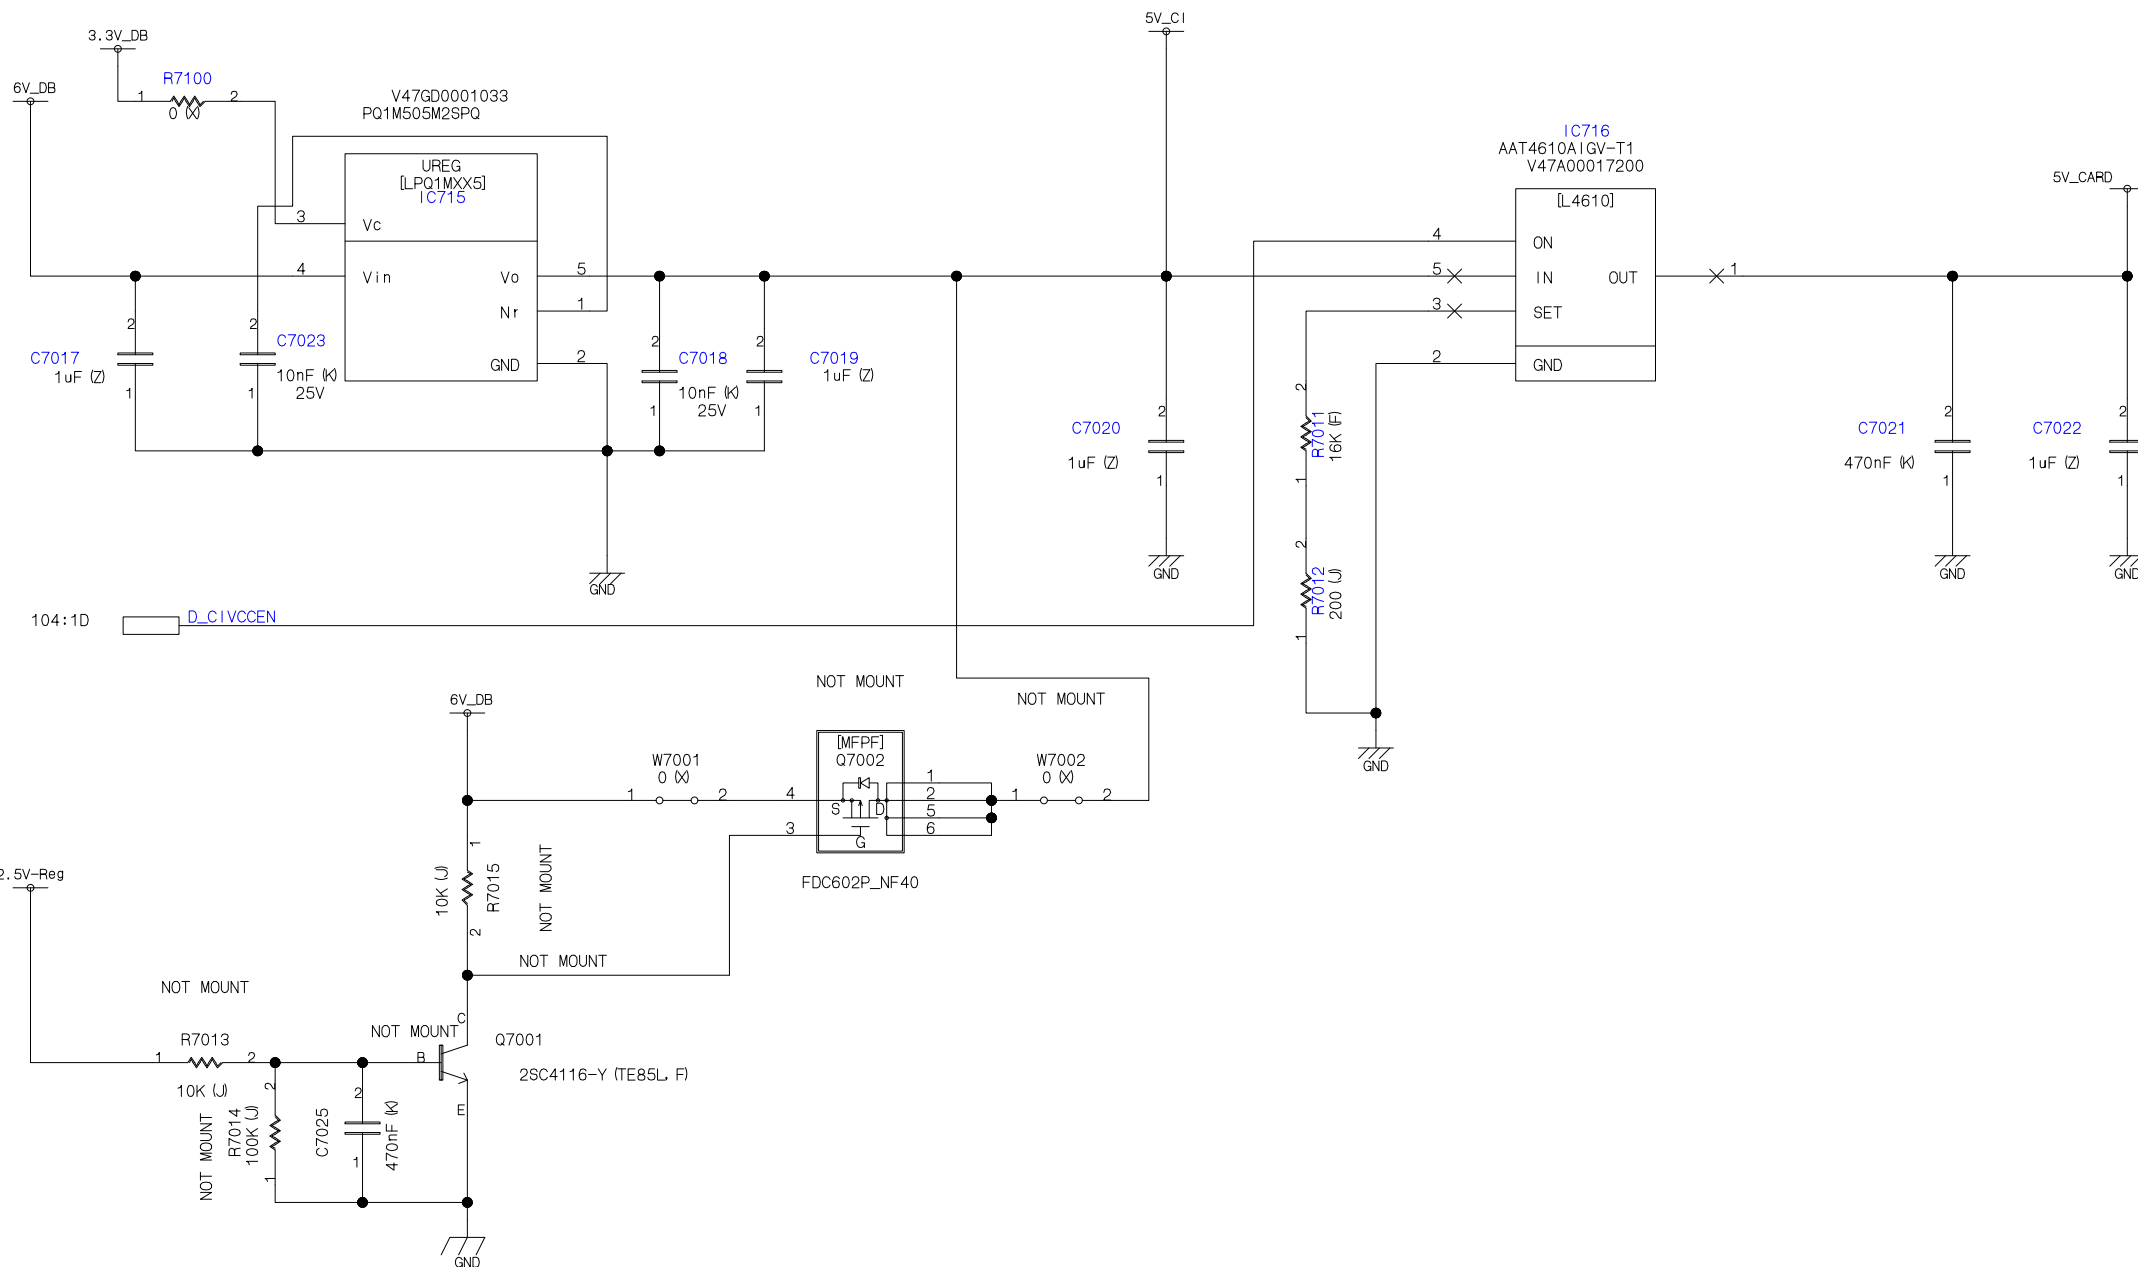 5V_CI
3.3V_DB
R7100
6V_DB
1
2
0 (X)
V47GD0001033
PQ1M505M2SPQ
UREG
[LPQ1MXX5]
IC715
3
Vc
4
Vin
Vo
5
Nr
1
GND
2
IC716
AAT4610AIGV-T1
V47A00017200
[L4610]
5V_CARD
4
ON
5
IN
OUT
1
3
SET
2
GND
2
C7017
1uF (Z)
1
2
C7023
10nF (K)
25V
1
2
C7018
10nF (K)
25V
1
2
C7019
1uF (Z)
1
2
C7020
1uF (Z)
1
GND
2
R7011
16K (F)
1
2
R7012
200 (J)
1
GND
2
C7021
470nF (K)
1
GND
2
C7022
1uF (Z)
1
GND
GND
104:1D
D_CIVCCEN
NOT MOUNT
NOT MOUNT
6V_DB
[MFPF]
Q7002
W7001
0 (X)
1
2
4
S
D
G
3
1
2
5
6
W7002
0 (X)
1
2
FDC602P_NF40
1
10K (J)
R7015
2
NOT MOUNT
2.5V-Reg
NOT MOUNT
NOT MOUNT
NOT MOUNT
C
R7013
Q7001
1
2
B
10K (J)
2SC4116-Y (TE85L, F)
E
NOT MOUNT
R7014
100K (J)
2
1
C7025
2
470nF (K)
1
GND